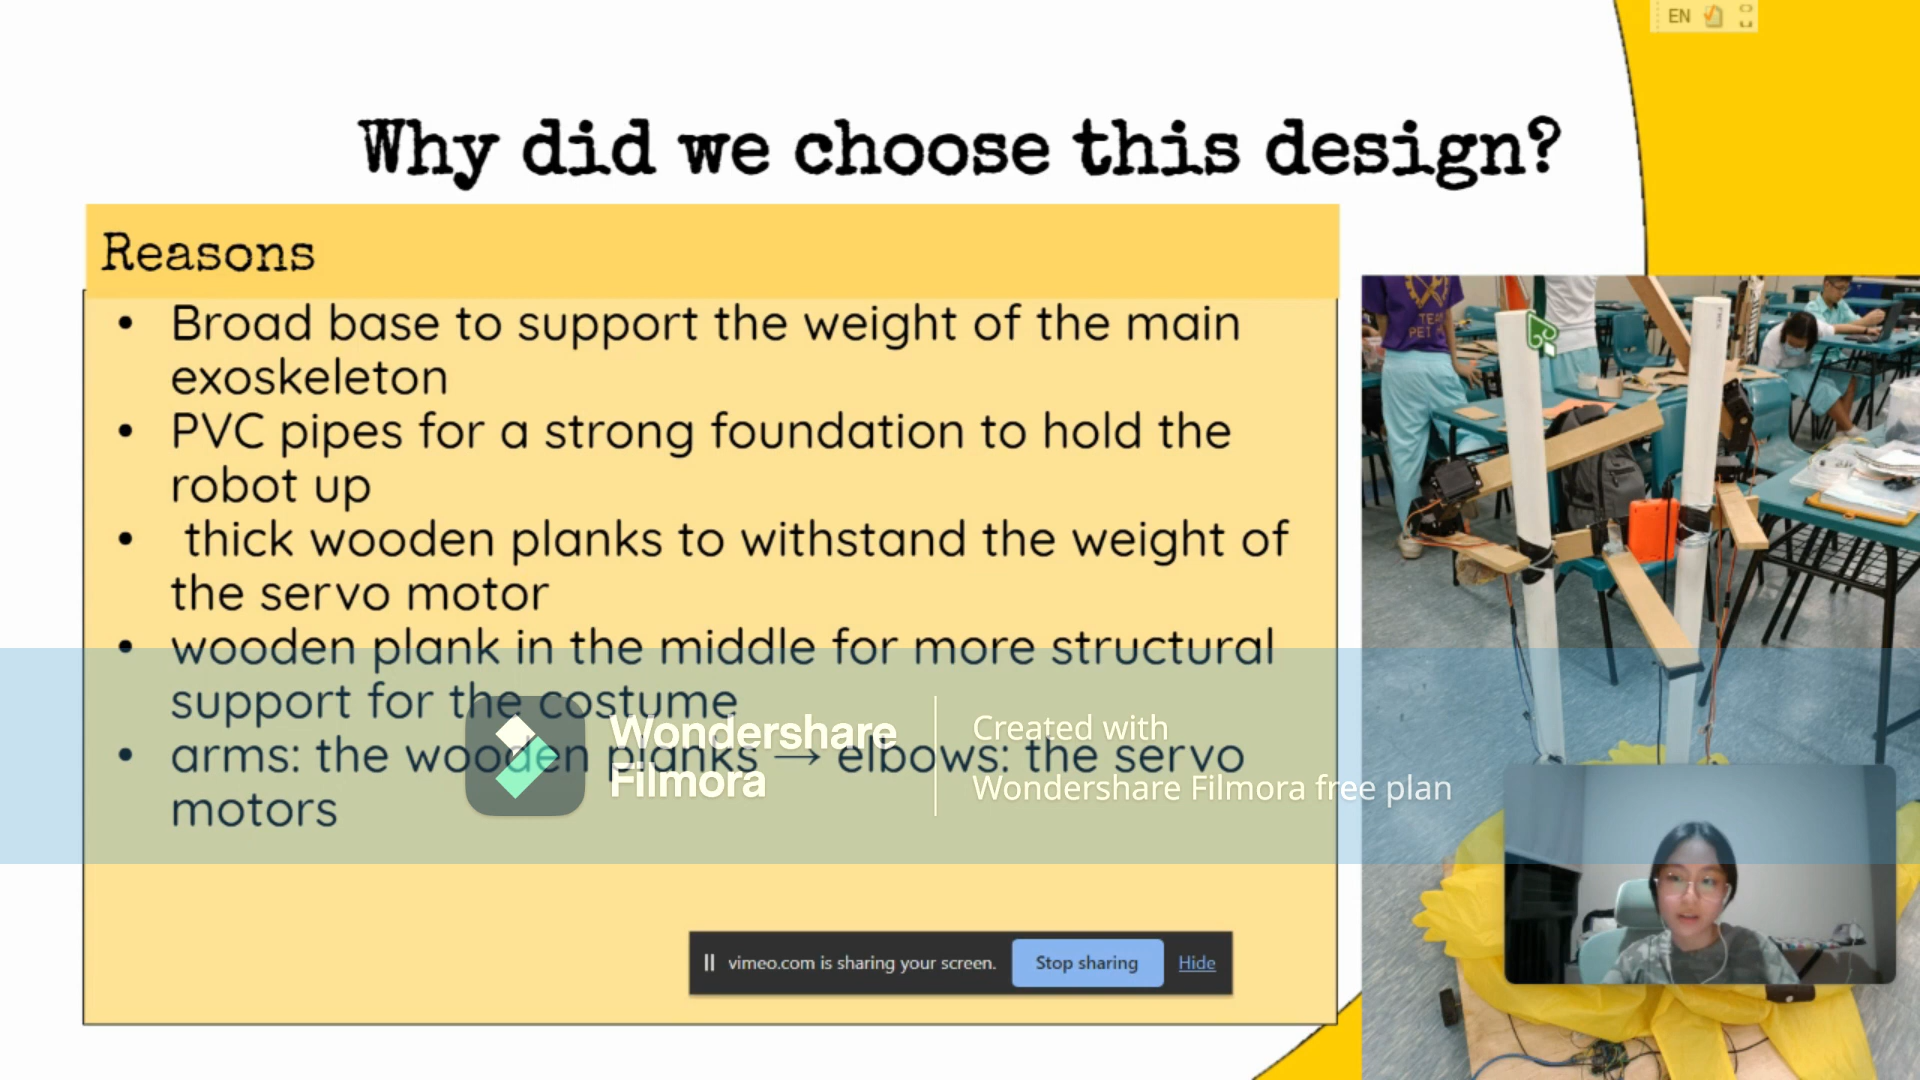 EN
Why did we choose this design?
Reasons
• Broad base to support the weight of the main
exoskeleton
• PVC pipes for a strong foundation to hold the
robot up
• thick wooden planks to withstand the weight of
the servo motor
• wooden plank in the middle for more structural
support for the costume
• arms: the wooden planks → elbows: the servo
motors
Wondershare
Filmora
Created with
Wondershare Filmora free plan
vimeo.com is sharing your screen.
Stop sharing
Hide